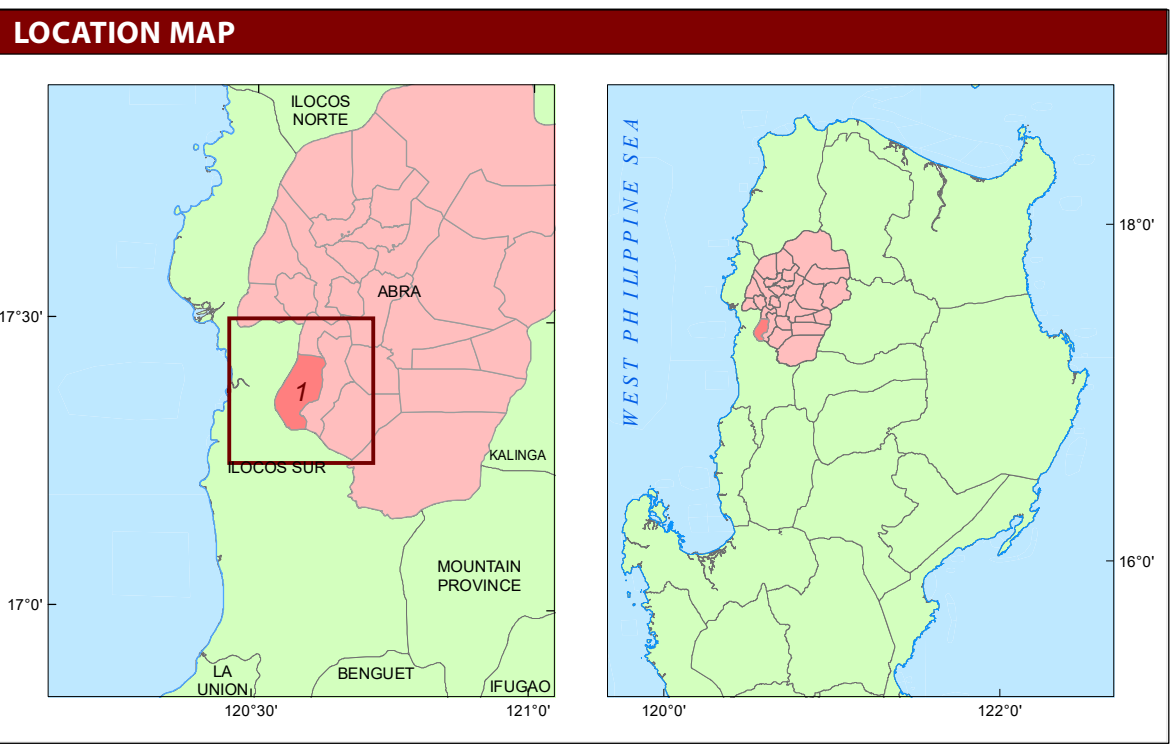 LOCATION MAP
ILOCOS
NORTE
ABRA
17°30'
1
KALINGA
ILOCOS SUR
MOUNTAIN
PROVINCE
17°0'
LA
UNION
BENGUET
IFUGAO
120°30'
121°0'
WEST PHILIPPINE SEA
18°0'
16°0'
120°0'
122°0'